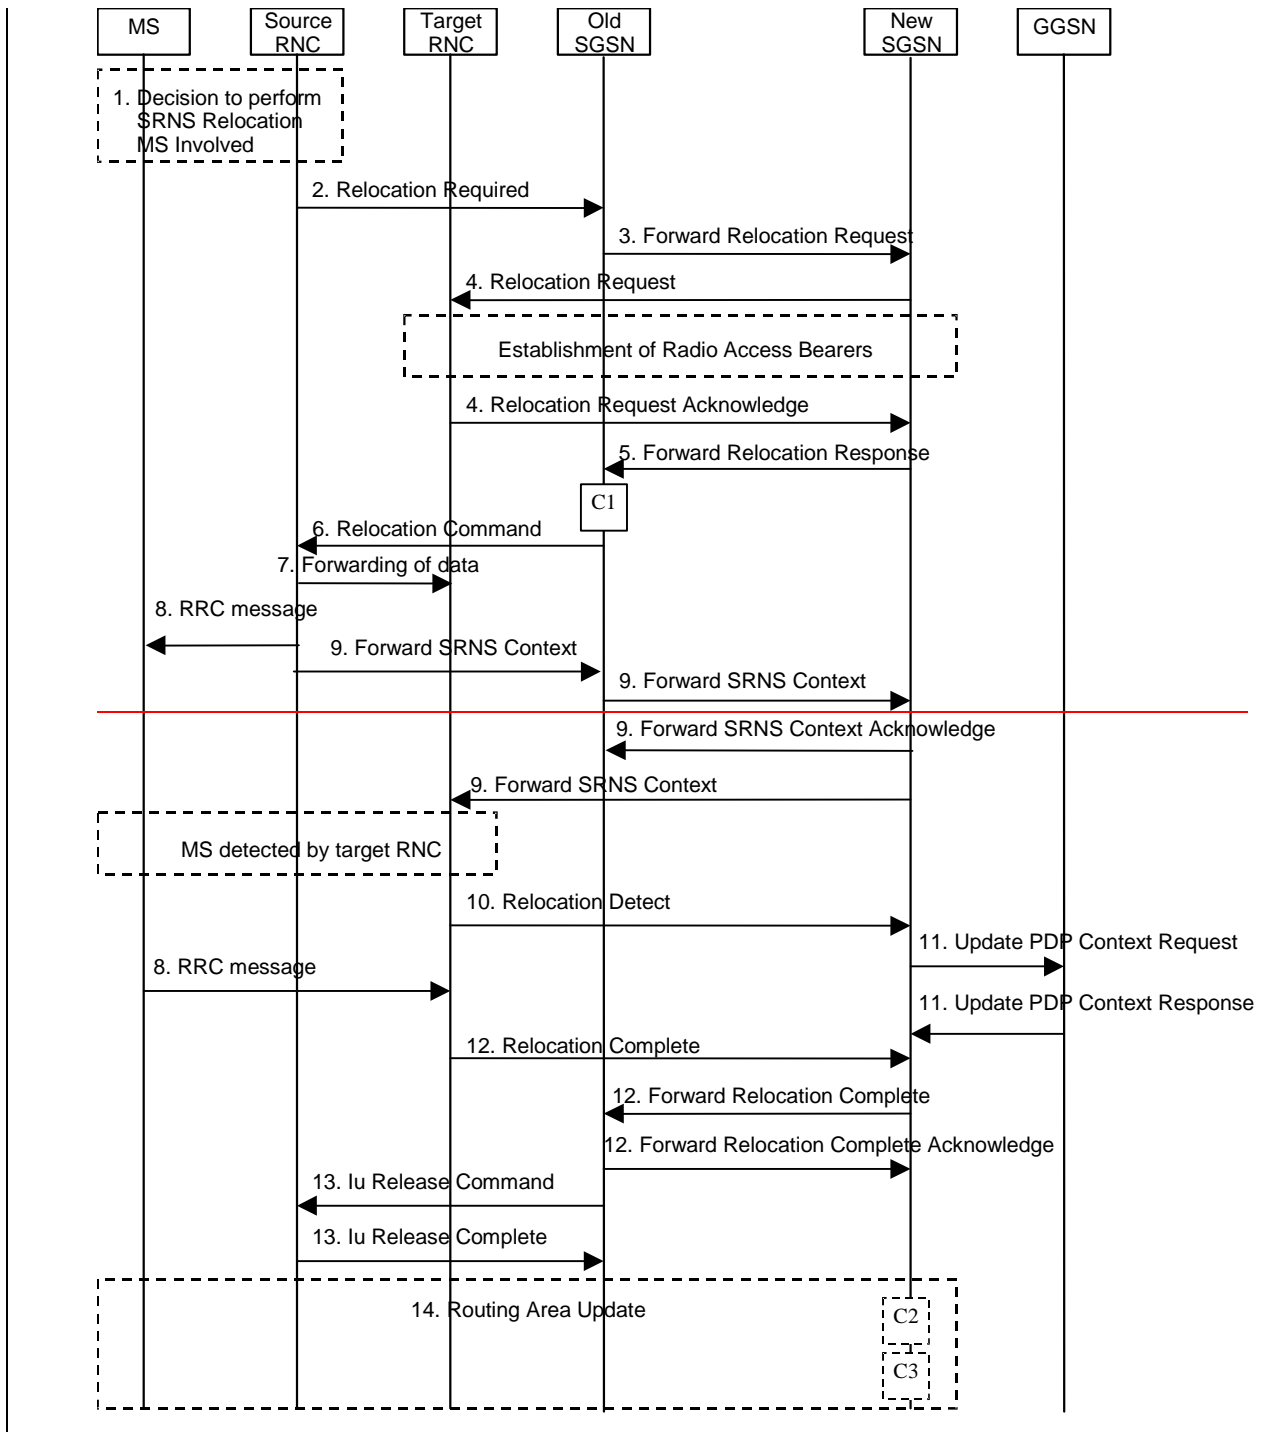 MS
Source
RNC
Target
RNC
Old
SGSN
New
SGSN
GGSN
1. Decision to perform
SRNS Relocation
MS Involved
2. Relocation Required
3. Forward Relocation Request
4. Relocation Request
Establishment of Radio Access Bearers
4. Relocation Request Acknowledge
5. Forward Relocation Response
C1
6. Relocation Command
7. Forwarding of data
8. RRC message
9. Forward SRNS Context
9. Forward SRNS Context
9. Forward SRNS Context Acknowledge
9. Forward SRNS Context
MS detected by target RNC
10. Relocation Detect
11. Update PDP Context Request
8. RRC message
11. Update PDP Context Response
12. Relocation Complete
12. Forward Relocation Complete
12. Forward Relocation Complete Acknowledge
13. Iu Release Command
13. Iu Release Complete
14. Routing Area Update
C2
C3